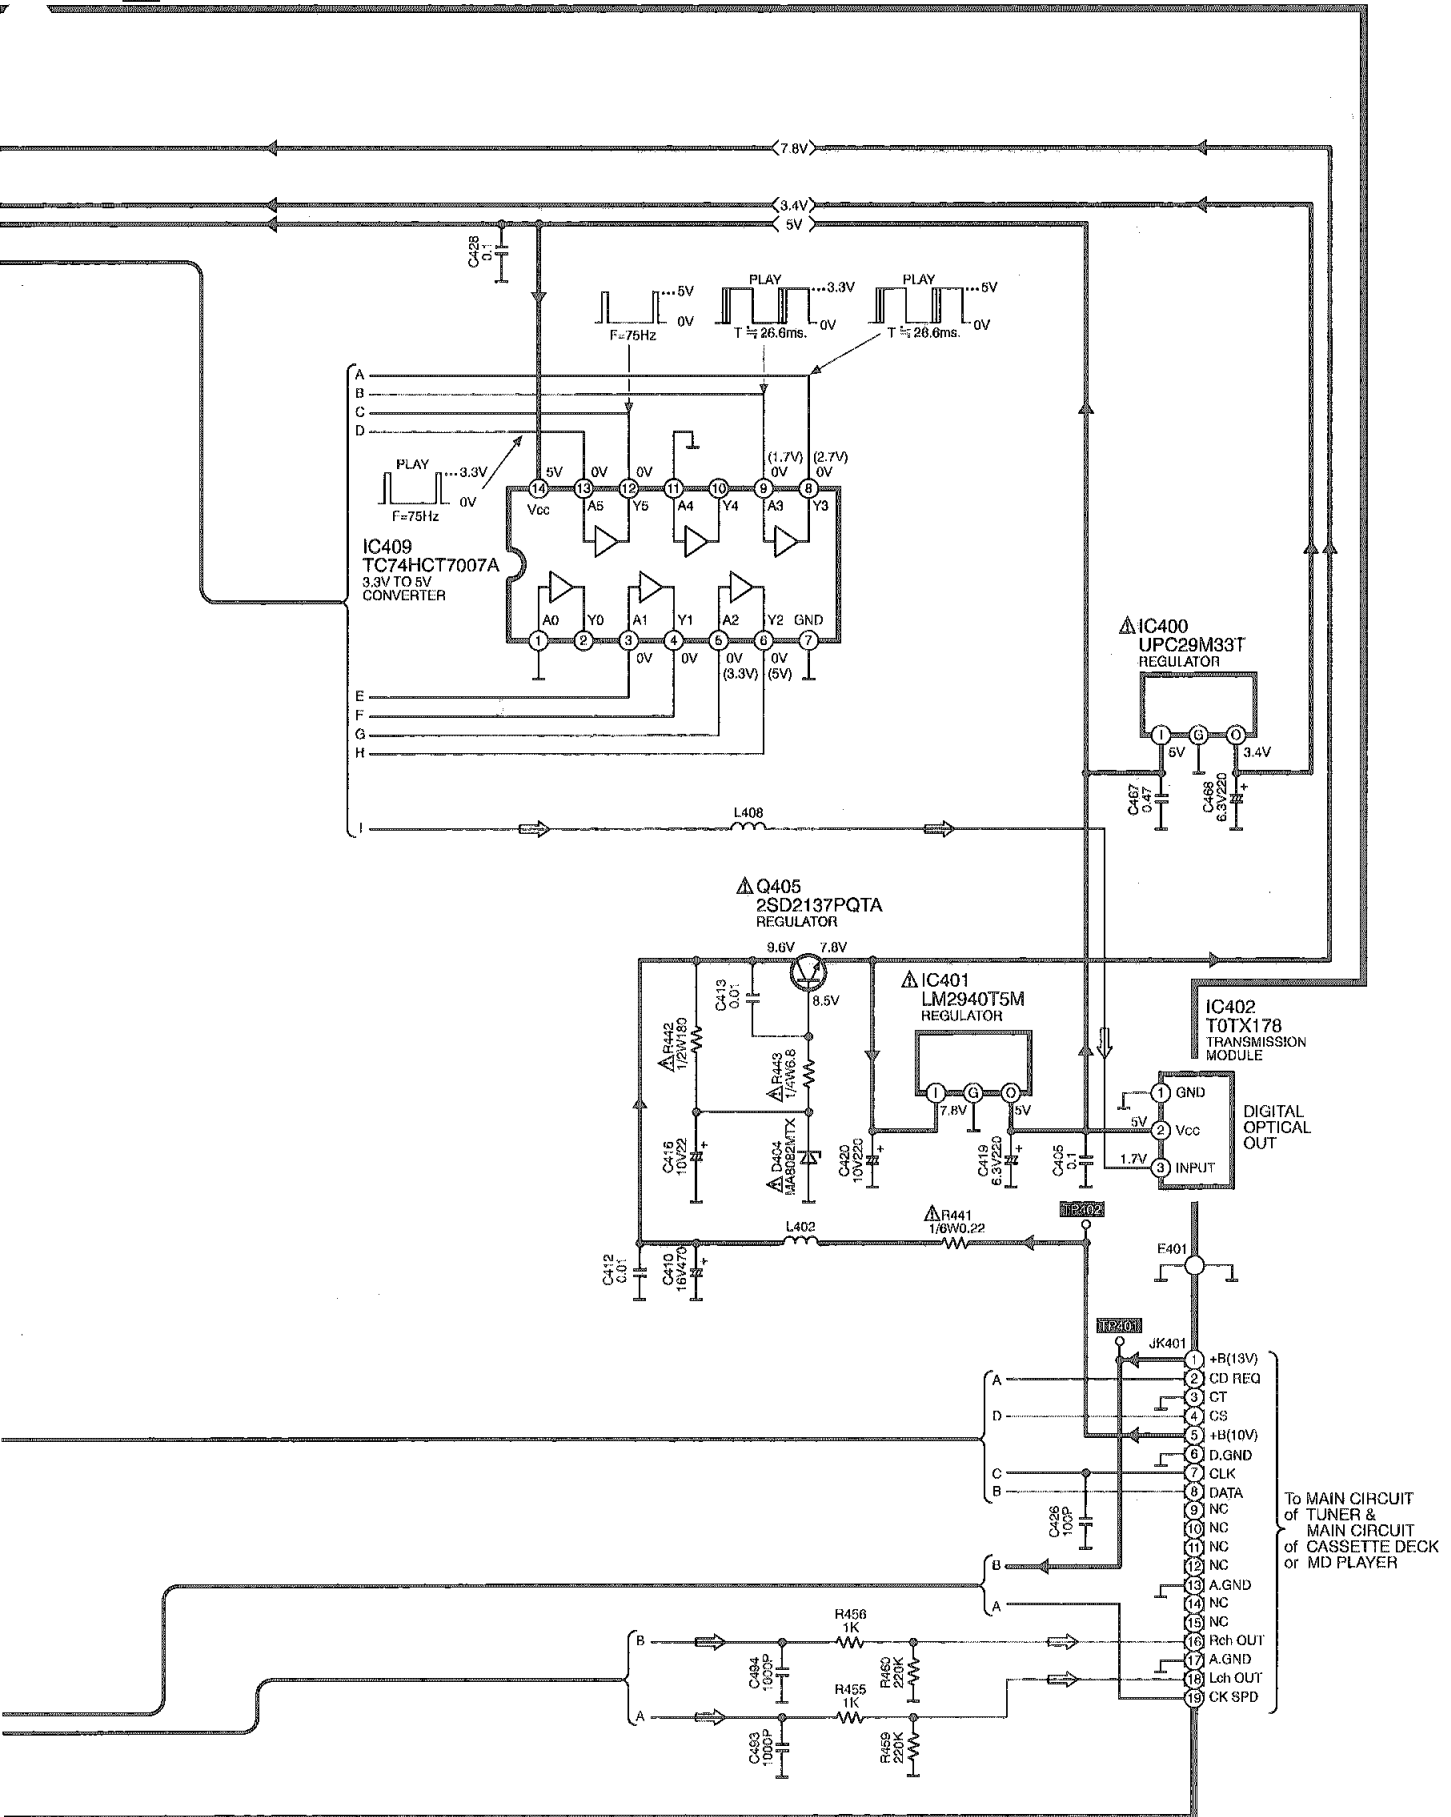 7.8V
3.4V
5V
C428
0.1
5V
0V
F=75Hz
PLAY
3.3V
0V
T≒26.6ms.
PLAY
5V
0V
T≒26.6ms.
A
B
C
D
PLAY
3.3V
0V
F=75Hz
5V
0V
0V
(1.7V)
0V
(2.7V)
0V
14
13
12
11
10
9
8
Vcc
A5
Y5
A4
Y4
A3
Y3
IC409
TC74HCT7007A
3.3V TO 5V
CONVERTER
A0
Y0
A1
Y1
A2
Y2
GND
1
2
3
4
5
6
7
0V
0V
0V
(3.3V)
0V
(5V)
E
F
G
H
I
L408
IC400
UPC29M33T
REGULATOR
I
G
O
5V
3.4V
C467
0.47
C468
6.3V220
Q405
2SD2137PQTA
REGULATOR
9.6V
7.8V
8.5V
C413
0.01
R442
1/2W180
R443
1/4W6.8
C416
10V22
D404
MA8082MTX
IC401
LM2940T5M
REGULATOR
I
G
O
7.8V
5V
C420
10V220
C419
6.3V220
C405
0.1
IC402
T0TX178
TRANSMISSION
MODULE
1 GND
5V
2 Vcc
1.7V
3 INPUT
DIGITAL
OPTICAL
OUT
TP402
R441
1/6W0.22
L402
C412
0.01
C410
16V470
E401
TP401
JK401
1 +B(13V)
A
2 CD REQ
3 CT
D
4 CS
5 +B(10V)
6 D.GND
C
7 CLK
B
8 DATA
9 NC
10 NC
11 NC
12 NC
13 A.GND
14 NC
15 NC
16 Rch OUT
17 A.GND
18 Lch OUT
19 CK SPD
C426
100P
To MAIN CIRCUIT
of TUNER &
MAIN CIRCUIT
of CASSETTE DECK
or MD PLAYER
B
A
B
R456
1K
C494
1000P
R460
220K
A
R455
1K
C493
1000P
R459
220K